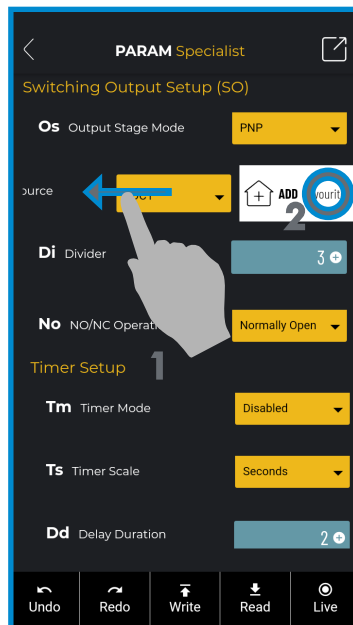 PARAM Specialist
Switching Output Setup (SO)
Os Output Stage Mode PNP
ource ADD vourit
2
Di Divider 3
No NO/NC Operat Normally Open
1
Timer Setup
Tm Timer Mode Disabled
Ts Timer Scale Seconds
Dd Delay Duration 2
Undo Redo Write Read Live